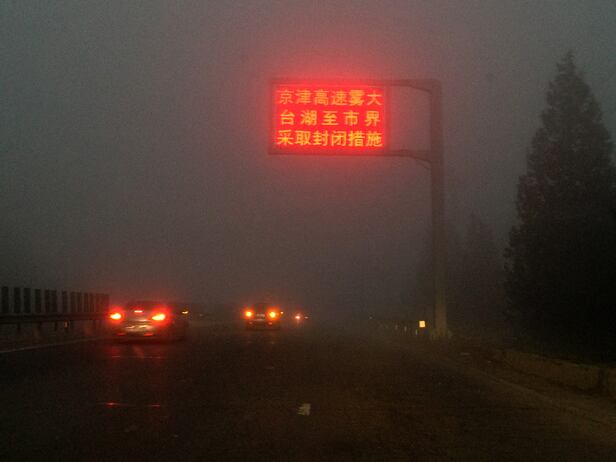 京津高速雾大
台湖至市界
采取封闭措施